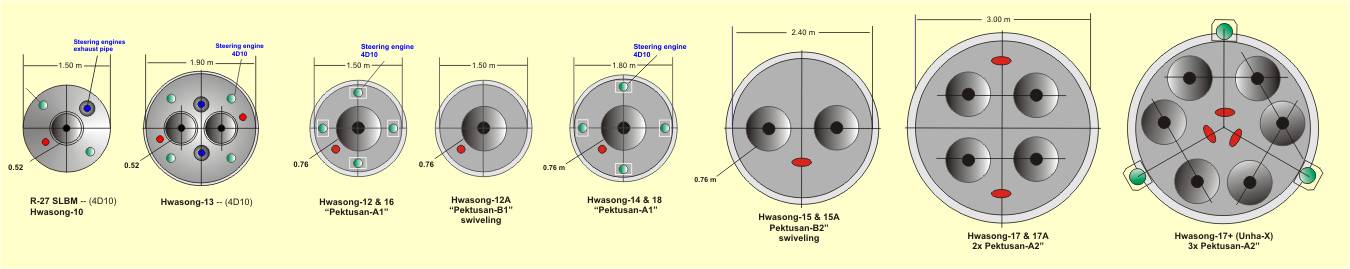 Steering engines
exhaust pipe
1.50 m
0.52
R-27 SLBM -- (4D10)
Hwasong-10
Steering engine
4D10
1.90 m
0.52
Hwasong-13 -- (4D10)
Steering engine
4D10
1.50 m
0.76
Hwasong-12 & 16
“Pektusan-A1”
1.50 m
0.76
Hwasong-12A
“Pektusan-B1”
swiveling
Steering engine
4D10
1.80 m
0.76
Hwasong-14 & 18
“Pektusan-A1”
2.40 m
0.76 m
Hwasong-15 & 15A
Pektusan-B2”
swiveling
3.00 m
Hwasong-17 & 17A
2x Pektusan-A2”
Hwasong-17+ (Unha-X)
3x Pektusan-A2”